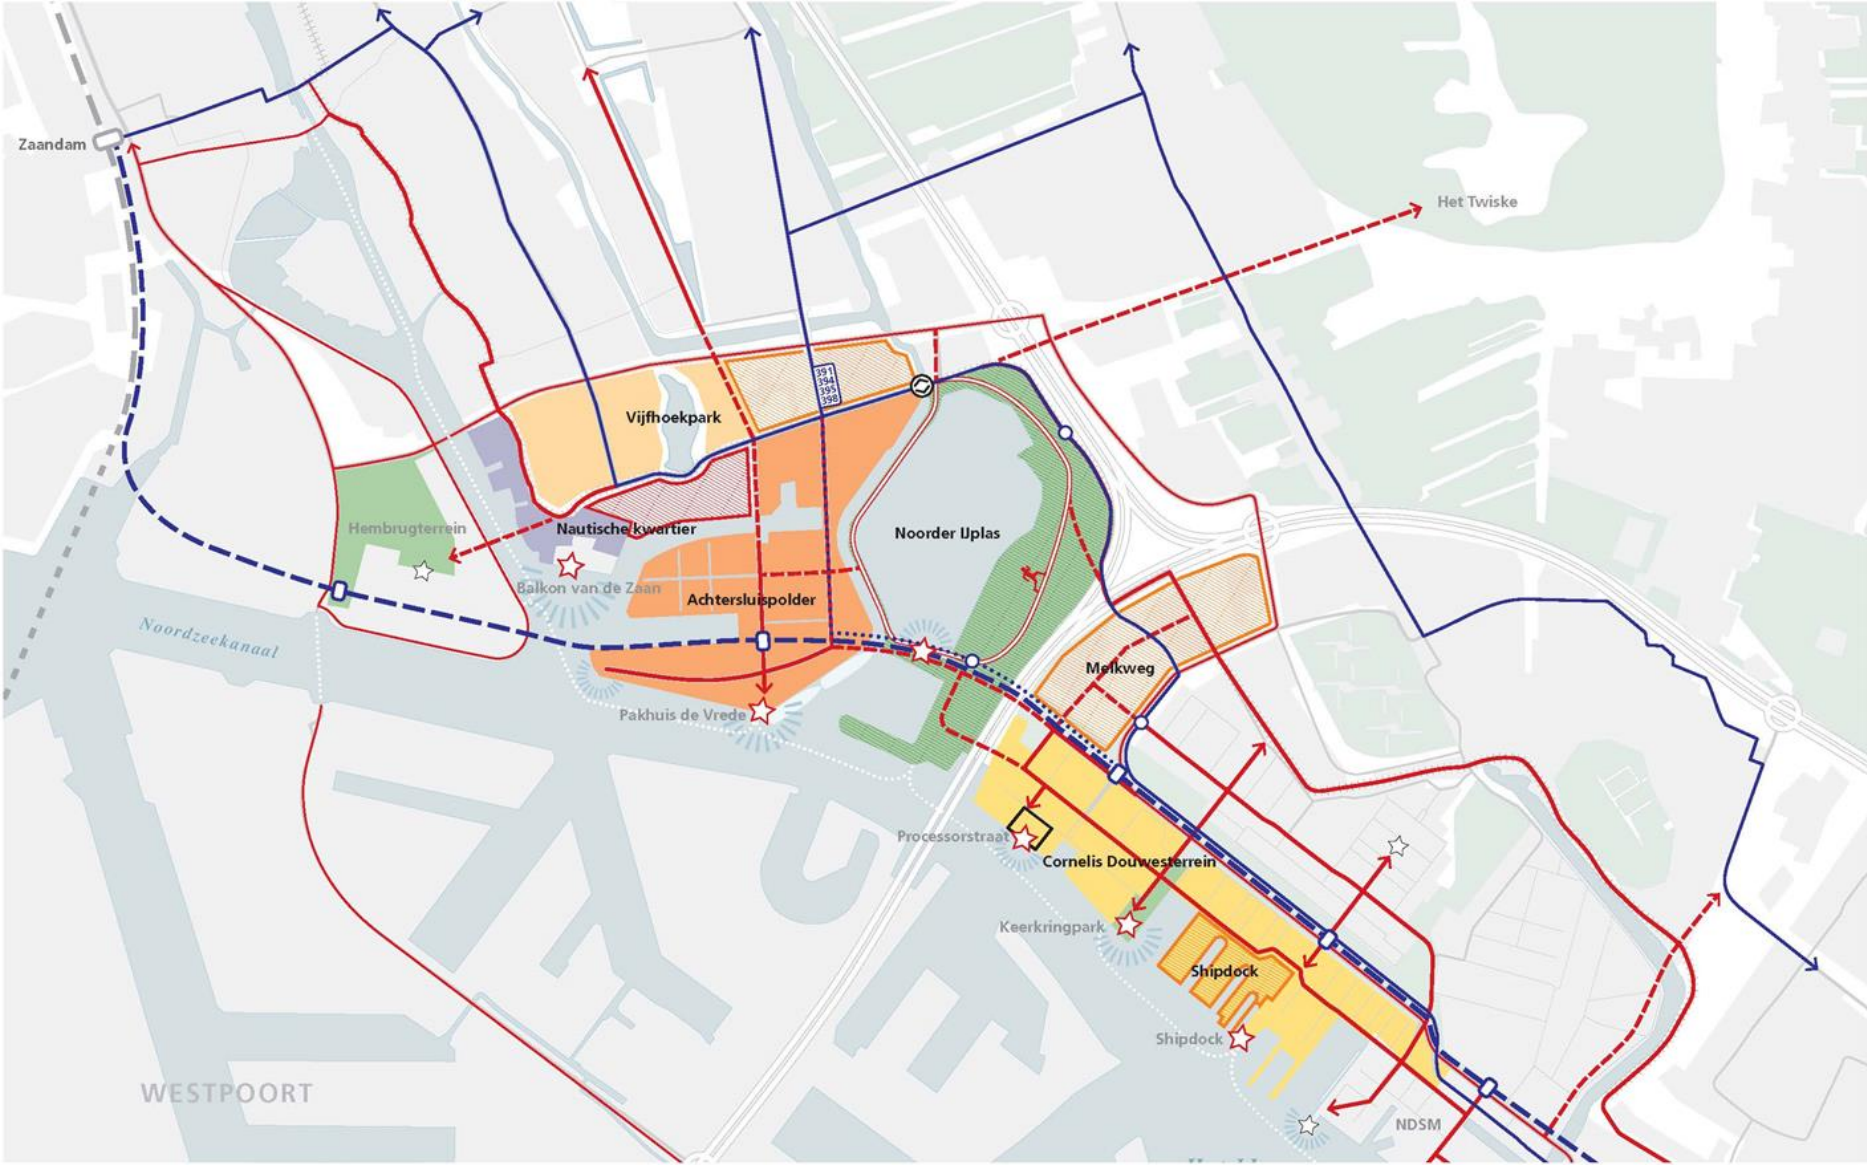 Zaandam
Het Twiske
391
394
395
398
Vijfhoekpark
Hembrugterrein
Nautische kwartier
Noorder IJplas
Balkon van de Zaan
Achtersluispolder
Noordzeekanaal
Melkweg
Pakhuis de Vrede
Processorstraat
Cornelis Douwesterrein
Keerkringpark
Shipdock
Shipdock
WESTPOORT
NDSM